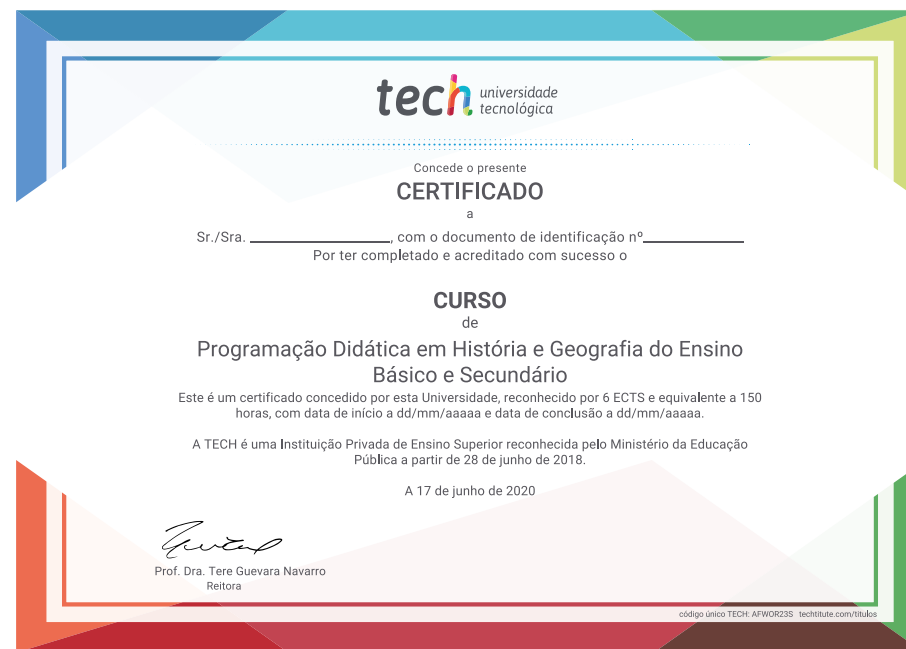 tech universidade
tecnológica
Concede o presente
CERTIFICADO
a
Sr./Sra. ____________________, com o documento de identificação nº______________
Por ter completado e acreditado com sucesso o
CURSO
de
Programação Didática em História e Geografia do Ensino
Básico e Secundário
Este é um certificado concedido por esta Universidade, reconhecido por 6 ECTS e equivalente a 150
horas, com data de início a dd/mm/aaaaa e data de conclusão a dd/mm/aaaaa.
A TECH é uma Instituição Privada de Ensino Superior reconhecida pelo Ministério da Educação
Pública a partir de 28 de junho de 2018.
A 17 de junho de 2020
Prof. Dra. Tere Guevara Navarro
Reitora
código único TECH: AFWOR23S techtitute.com/titulos